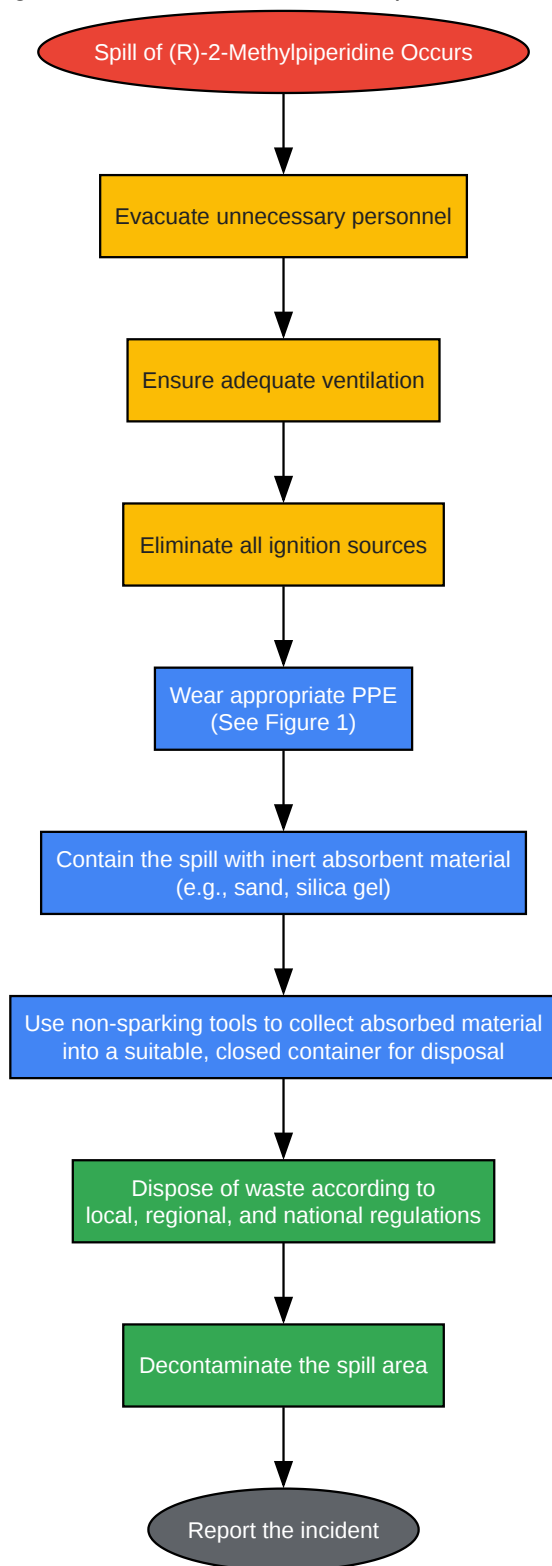 Spill of (R)-2-Methylpiperidine Occurs
Evacuate unnecessary personnel
Ensure adequate ventilation
Eliminate all ignition sources
Wear appropriate PPE
(See Figure 1)
Contain the spill with inert absorbent material
(e.g., sand, silica gel)
Use non-sparking tools to collect absorbed material
into a suitable, closed container for disposal
Dispose of waste according to
local, regional, and national regulations
Decontaminate the spill area
Report the incident